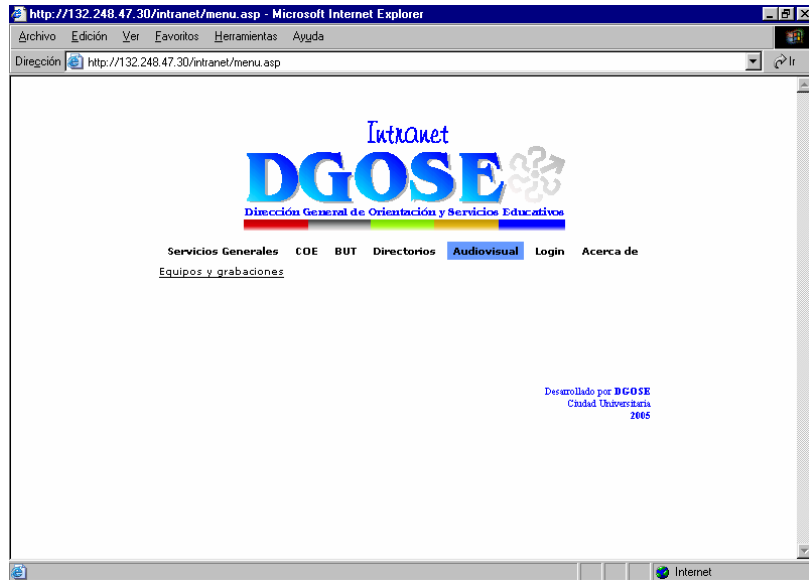 http://132.248.47.30/intranet/menu.asp - Microsoft Internet Explorer
Archivo Edición Ver Favoritos Herramientas Ayuda
Dirección http://132.248.47.30/intranet/menu.asp Ir
Intranet
DGOSE
Dirección General de Orientación y Servicios Educativos
Servicios Generales COE BUT Directorios Audiovisual Login Acerca de
Equipos y grabaciones
Desarrollado por DGOSE
Ciudad Universitaria
2005
Internet